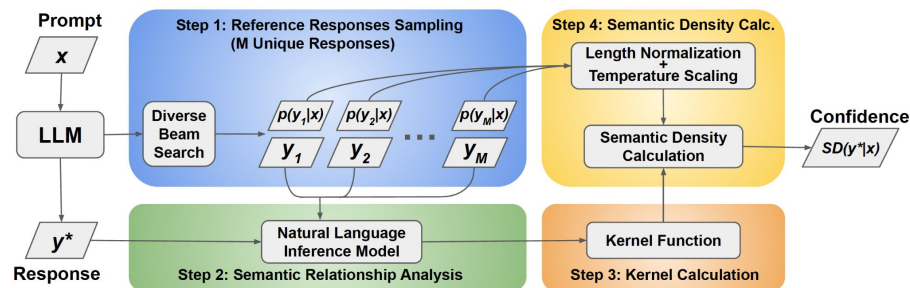 Prompt
x
LLM
y*
Response
Step 1: Reference Responses Sampling
(M Unique Responses)
Diverse
Beam
Search
p(y₁|x)
p(y₂|x)
p(y_M|x)
y₁
y₂
...
y_M
Step 4: Semantic Density Calc.
Length Normalization
+
Temperature Scaling
Semantic Density
Calculation
Confidence
SD(y*|x)
Natural Language
Inference Model
Step 2: Semantic Relationship Analysis
Kernel Function
Step 3: Kernel Calculation